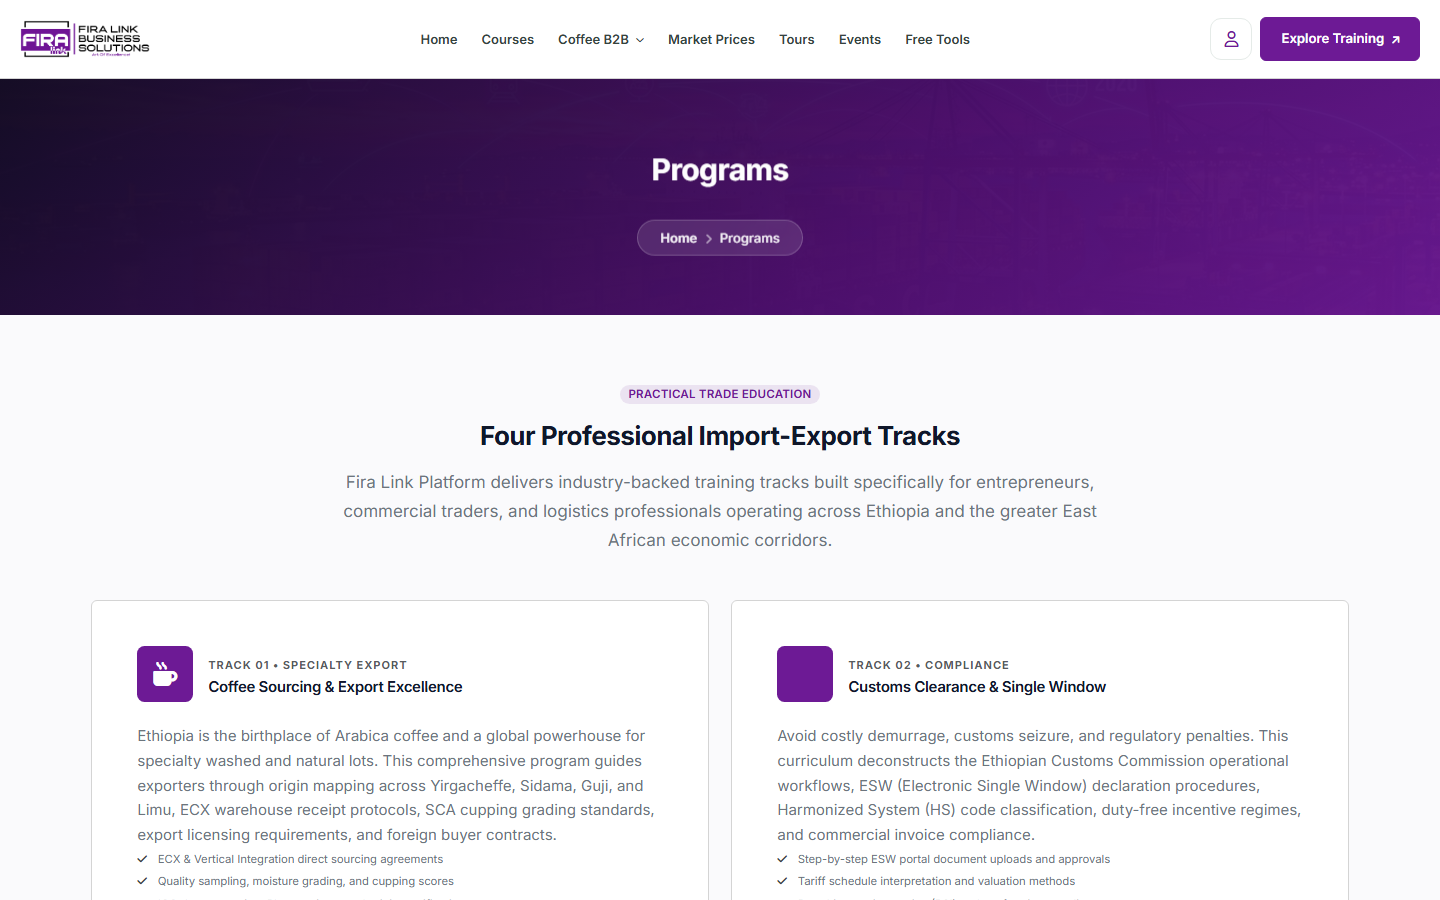 FIRA
FIRA LINK
BUSINESS
SOLUTIONS
Home
Courses
Coffee B2B
Market Prices
Tours
Events
Free Tools
Explore Training
Programs
Home
Programs
PRACTICAL TRADE EDUCATION
Four Professional Import-Export Tracks
Fira Link Platform delivers industry-backed training tracks built specifically for entrepreneurs,
commercial traders, and logistics professionals operating across Ethiopia and the greater East
African economic corridors.
TRACK 01 • SPECIALTY EXPORT
Coffee Sourcing & Export Excellence
Ethiopia is the birthplace of Arabica coffee and a global powerhouse for
specialty washed and natural lots. This comprehensive program guides
exporters through origin mapping across Yirgacheffe, Sidama, Guji, and
Limu, ECX warehouse receipt protocols, SCA cupping grading standards,
export licensing requirements, and foreign buyer contracts.
ECX & Vertical Integration direct sourcing agreements
Quality sampling, moisture grading, and cupping scores
TRACK 02 • COMPLIANCE
Customs Clearance & Single Window
Avoid costly demurrage, customs seizure, and regulatory penalties. This
curriculum deconstructs the Ethiopian Customs Commission operational
workflows, ESW (Electronic Single Window) declaration procedures,
Harmonized System (HS) code classification, duty-free incentive regimes,
and commercial invoice compliance.
Step-by-step ESW portal document uploads and approvals
Tariff schedule interpretation and valuation methods